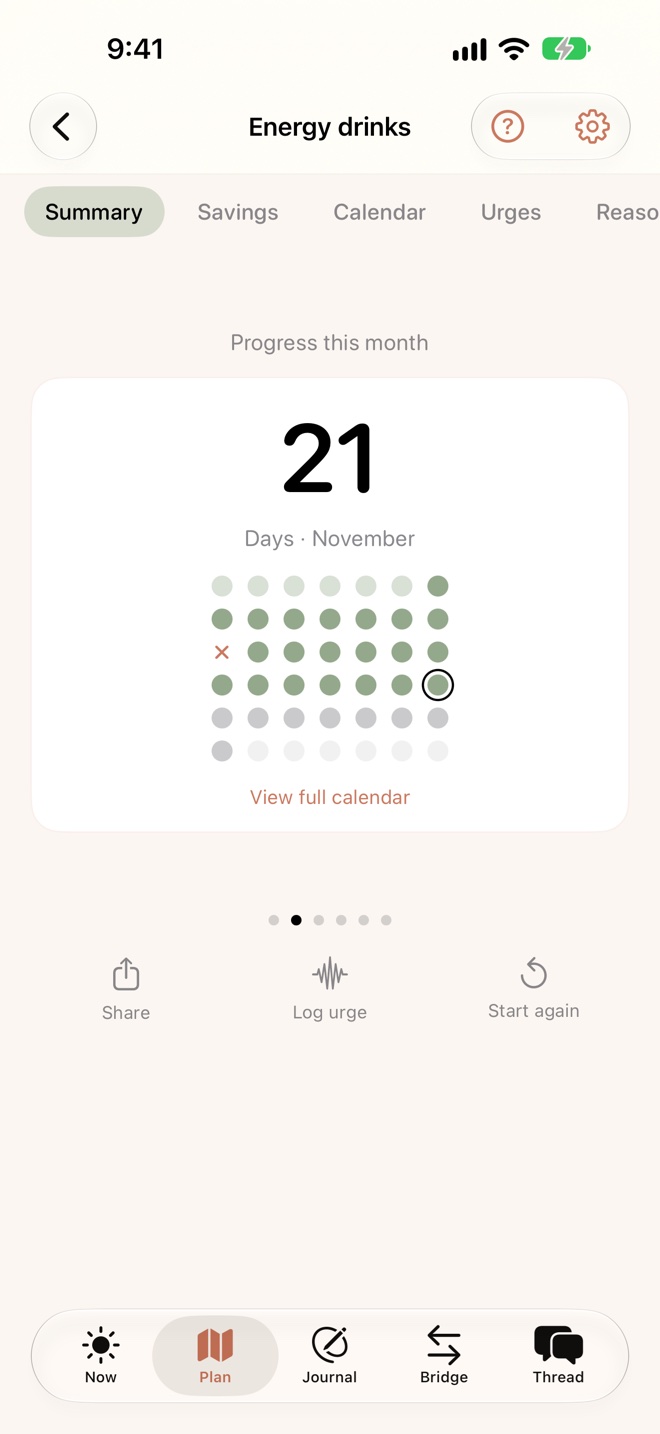 9:41
Energy drinks
Summary Savings Calendar Urges Reaso
Progress this month
21
Days · November
View full calendar
Share Log urge Start again
Now Plan Journal Bridge Thread